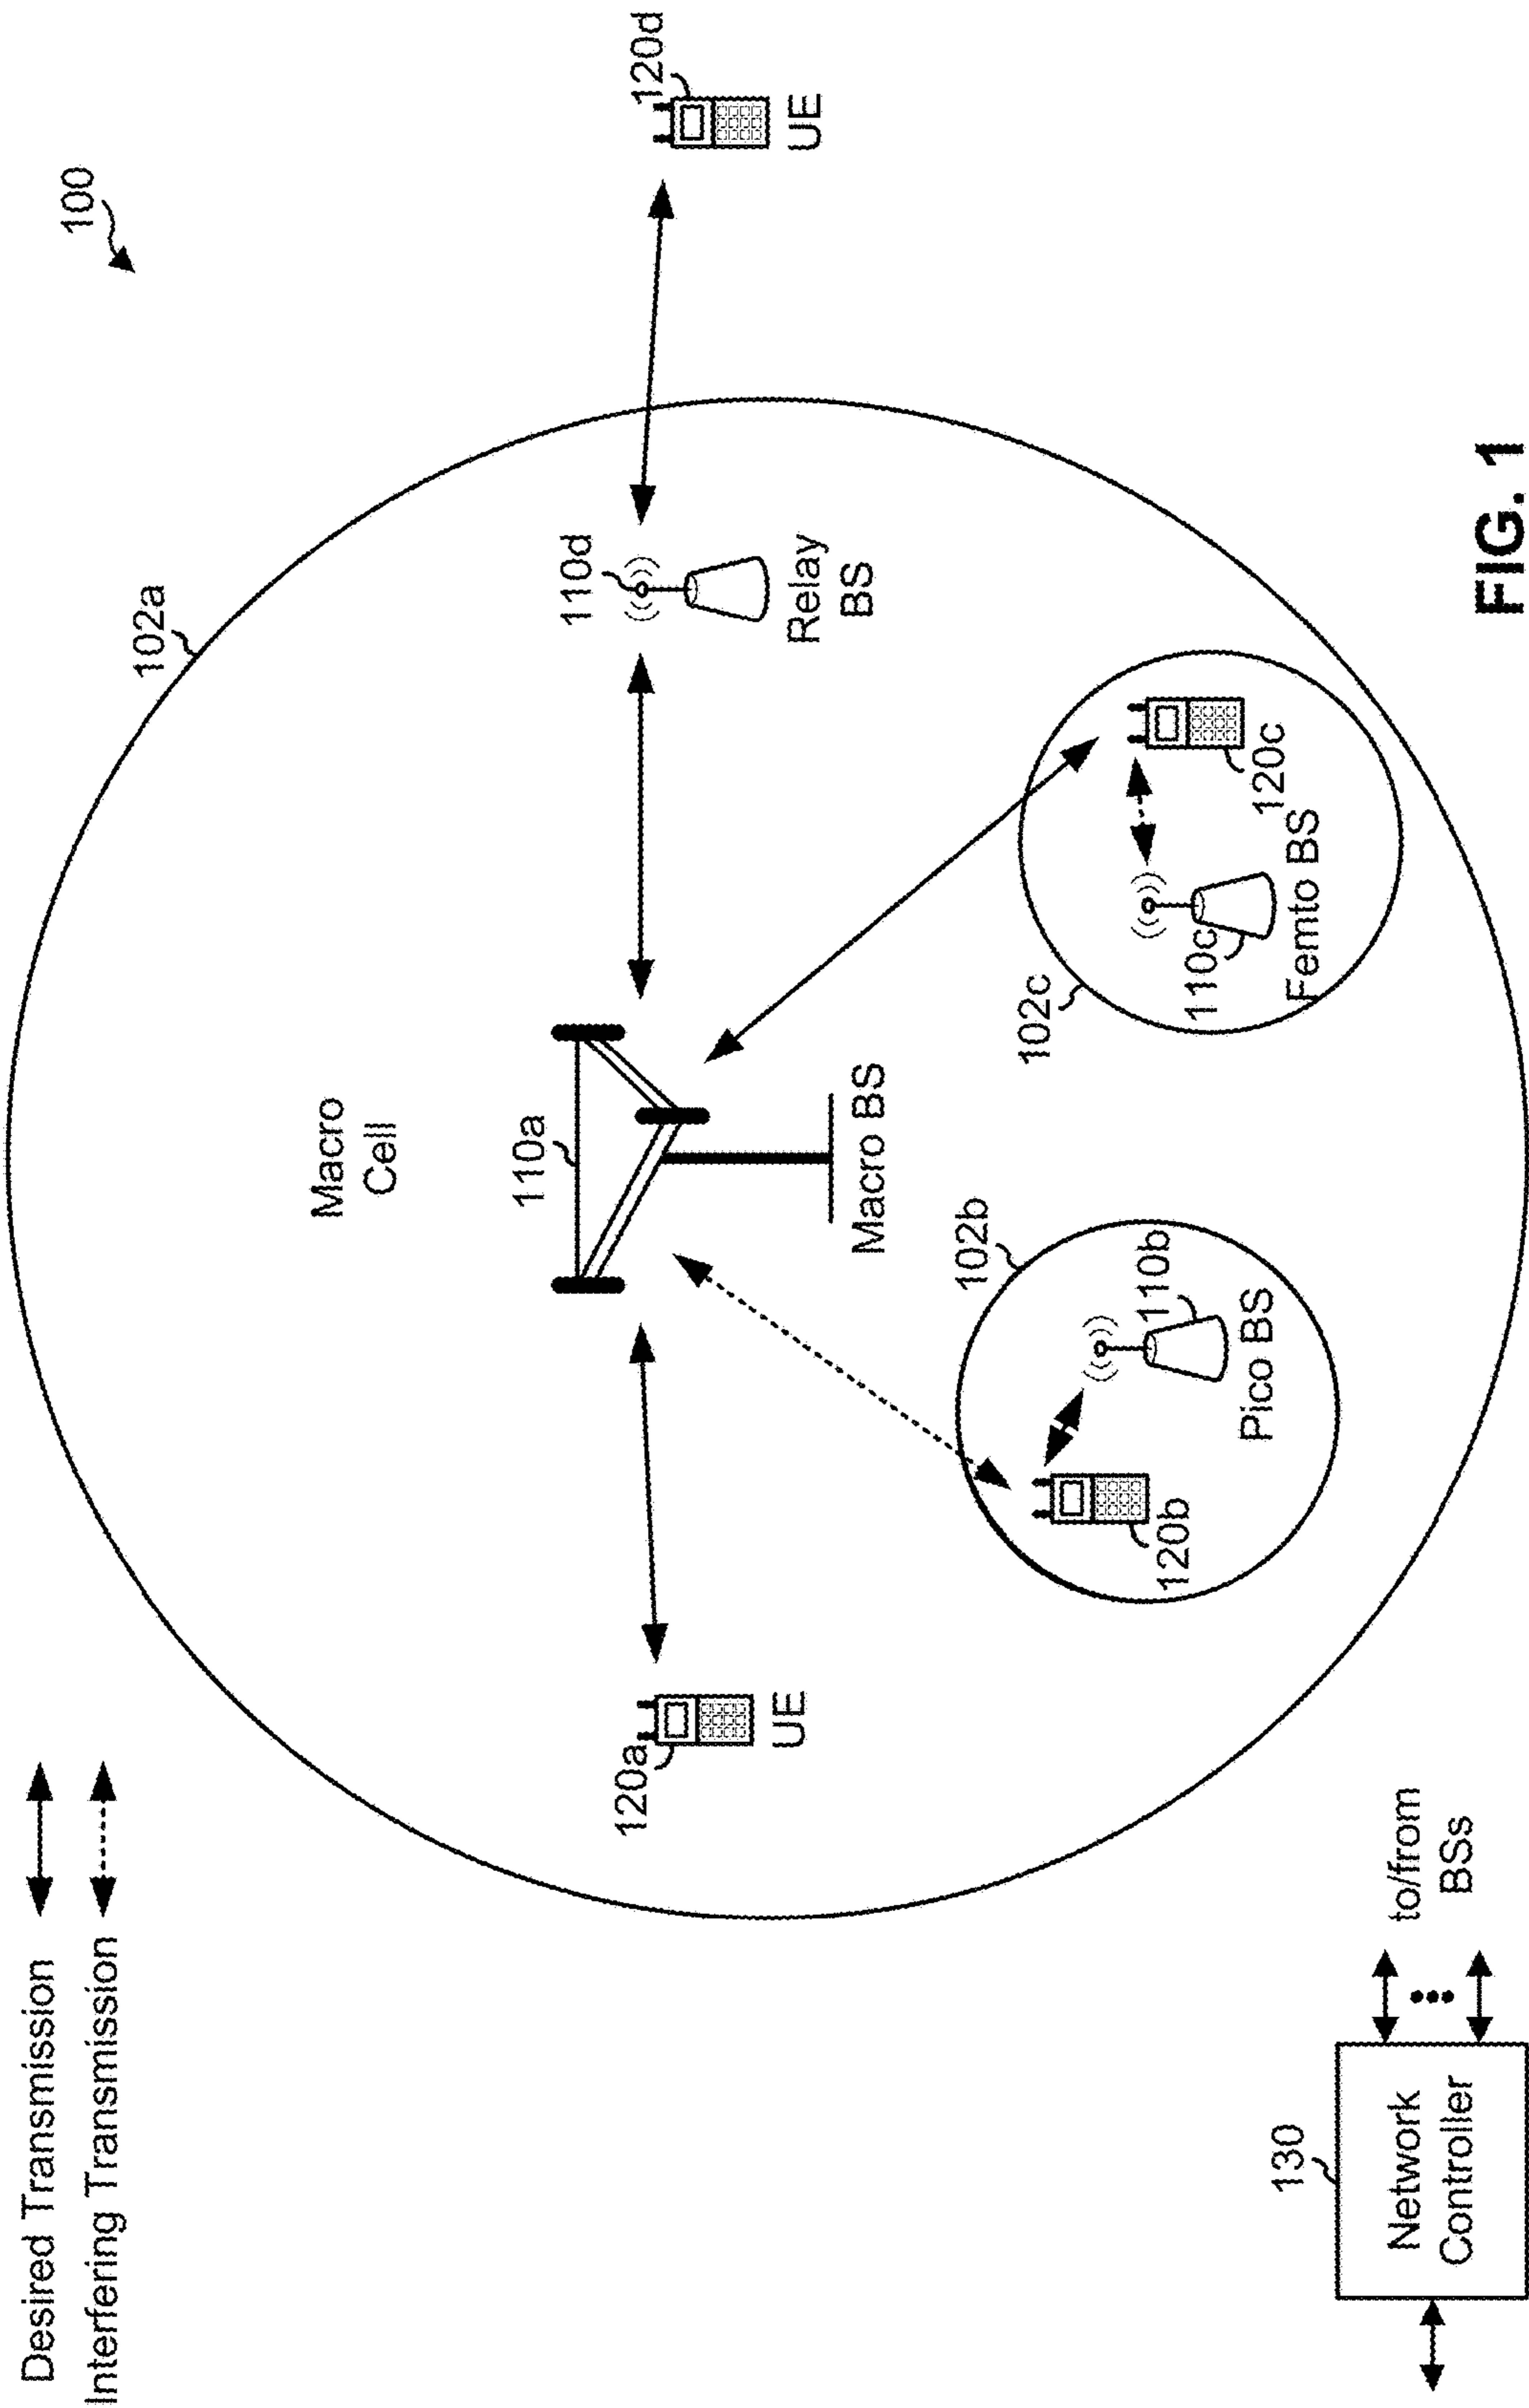 Desired Transmission
Interfering Transmission
100
102a
Macro
Cell
110a
Macro BS
120a
UE
110d
Relay
BS
120d
UE
102b
110b
Pico BS
120b
102c
110c
Femto BS
120c
130
Network
Controller
to/from
BSs
FIG. 1